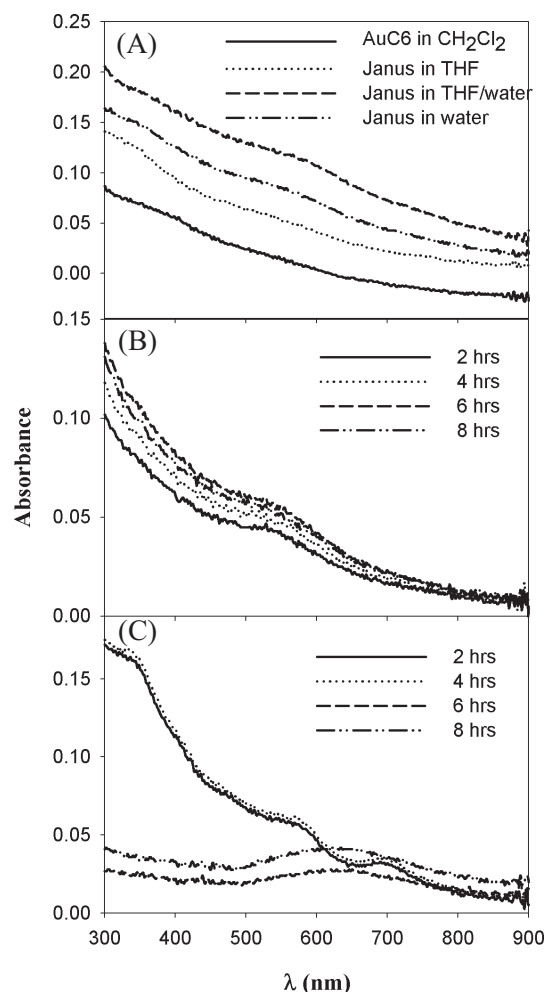 (A)
AuC6 in CH₂Cl₂
Janus in THF
Janus in THF/water
Janus in water
0.25
0.20
0.15
0.10
0.05
0.00
0.15
(B)
2 hrs
4 hrs
6 hrs
8 hrs
0.10
0.05
0.00
Absorbance
(C)
2 hrs
4 hrs
6 hrs
8 hrs
0.15
0.10
0.05
0.00
300 400 500 600 700 800 900
λ (nm)